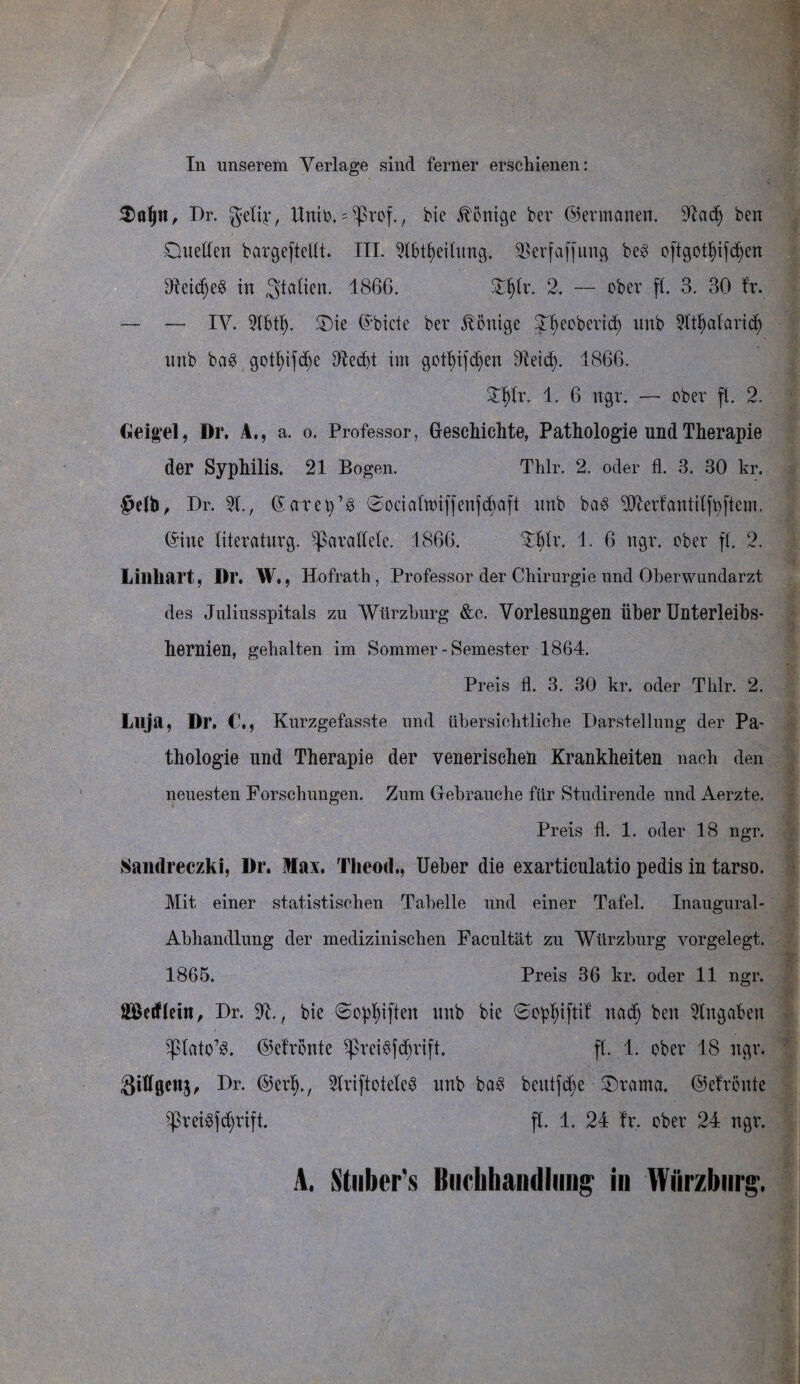 In unserem Verlage sind ferner erschienen:
Dahn, Dr. Felix, Univ.=Prof., die Könige der Germanen. Nach den
Quellen dargestellt. III. Abtheilung. Verfassung des ostgothischen
Reiches in Italien. 1866. Thlr. 2. — oder fl. 3. 30 kr.
— — IV. Abth. Die Edicte der Könige Theoderich und Athalarich
und das gothische Recht im gothischen Reich. 1866.
Thlr. 1. 6 ngr. — oder fl. 2.
Geigel, Dr. A., a. o. Professor, Geschichte, Pathologie und Therapie
der Syphilis. 21 Bogen. Thlr. 2. oder fl. 3. 30 kr.
Held, Dr. A., Carey's Socialwissenschaft und das Merkantilsystem.
Eine literaturg. Parallele. 1866. Thlr. 1. 6 ngr. oder fl. 2.
Linhart, Dr. W., Hofrath, Professor der Chirurgie und Oberwundarzt
des Juliusspitals zu Würzburg &c. Vorlesungen über Unterleibs-
hernien, gehalten im Sommer-Semester 1864.
Preis fl. 3. 30 kr. oder Thlr. 2.
Luja, Dr. C., Kurzgefasste und übersichtliche Darstellung der Pa-
thologie und Therapie der venerischen Krankheiten nach den
neuesten Forschungen. Zum Gebrauche für Studirende und Aerzte.
Preis fl. 1. oder 18 ngr.
Sandreczki, Dr. Max. Theod., Ueber die exarticulatio pedis in tarso.
Mit einer statistischen Tabelle und einer Tafel. Inaugural-
Abhandlung der medizinischen Facultät zu Würzburg vorgelegt.
1865. Preis 36 kr. oder 11 ngr.
Wecklein, Dr. N., die Sophisten und die Sophistik nach den Angaben
Plato's. Gekrönte Preisschrift. fl. 1. oder 18 ngr.
Zillgenz, Dr. Gerh., Aristoteles und das deutsche Drama. Gekrönte
Preisschrift. fl. 1. 24 kr. oder 24 ngr.
A. Stuber's Buchhandlung in Würzburg.